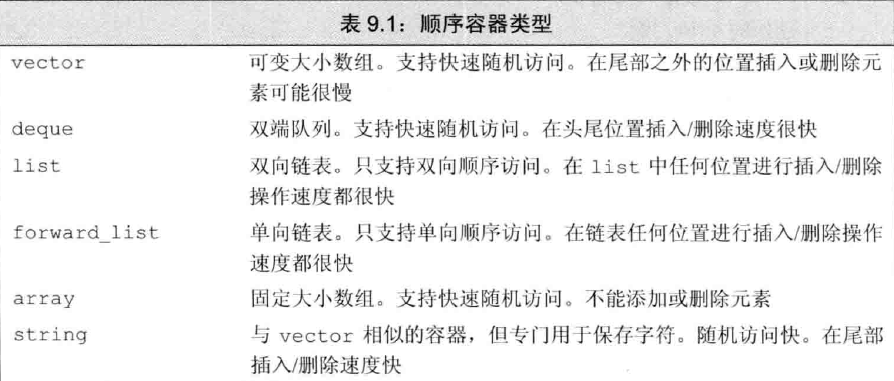 表 9.1：顺序容器类型
vector 可变大小数组。支持快速随机访问。在尾部之外的位置插入或删除元
素可能很慢
deque 双端队列。支持快速随机访问。在头尾位置插入/删除速度很快
list 双向链表。只支持双向顺序访问。在 list 中任何位置进行插入/删除
操作速度都很快
forward_list 单向链表。只支持单向顺序访问。在链表任何位置进行插入/删除操作
速度都很快
array 固定大小数组。支持快速随机访问。不能添加或删除元素
string 与 vector 相似的容器，但专门用于保存字符。随机访问快。在尾部
插入/删除速度快